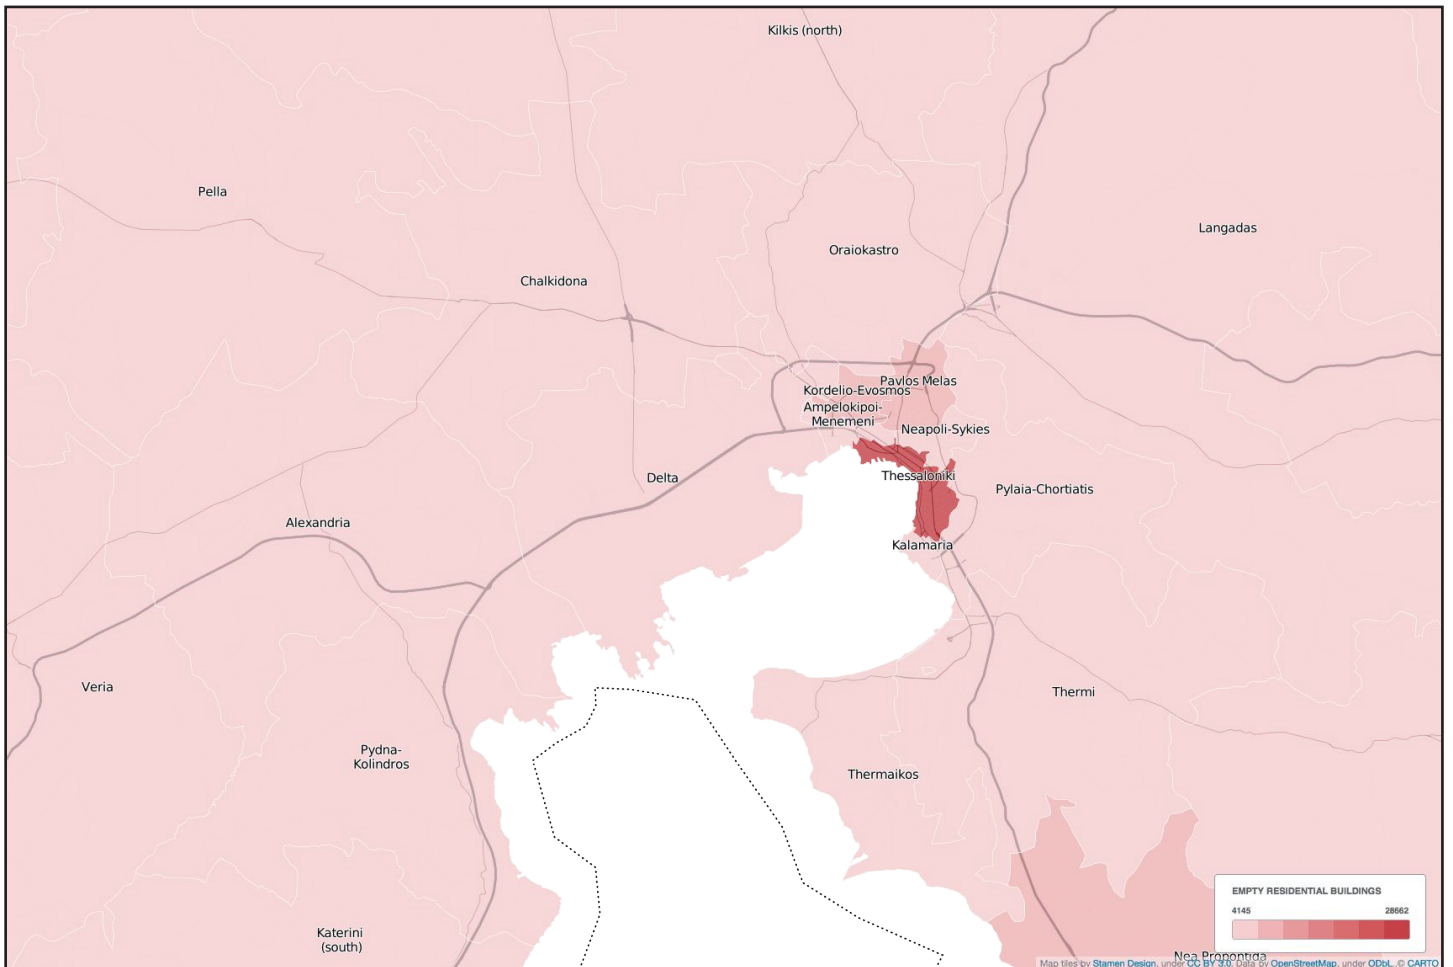 Kilkis (north)
Pella
Langadas
Oraiokastro
Chalkidona
Pavlos Melas
Kordelio-Evosmos
Ampelokipoi-
Menemeni
Neapoli-Sykies
Thessaloniki
Delta
Pylaia-Chortiatis
Alexandria
Kalamaria
Veria
Thermi
Pydna-
Kolindros
Thermaikos
EMPTY RESIDENTIAL BUILDINGS
4145 28662
Katerini
(south)
Nea Propontida
Map tiles by Stamen Design, under CC BY 3.0. Data by OpenStreetMap, under ODbL. © CARTO